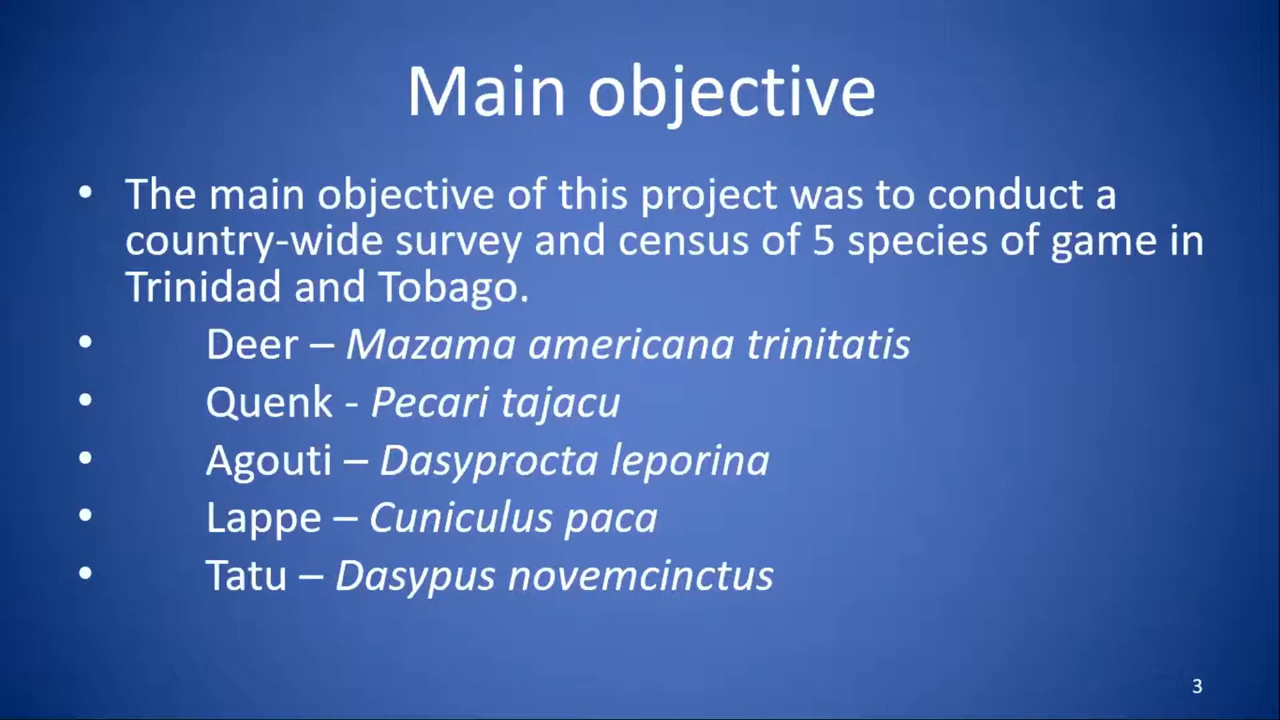 Main objective
• The main objective of this project was to conduct a
country-wide survey and census of 5 species of game in
Trinidad and Tobago.
• Deer – Mazama americana trinitatis
• Quenk - Pecari tajacu
• Agouti – Dasyprocta leporina
• Lappe – Cuniculus paca
• Tatu – Dasypus novemcinctus
3